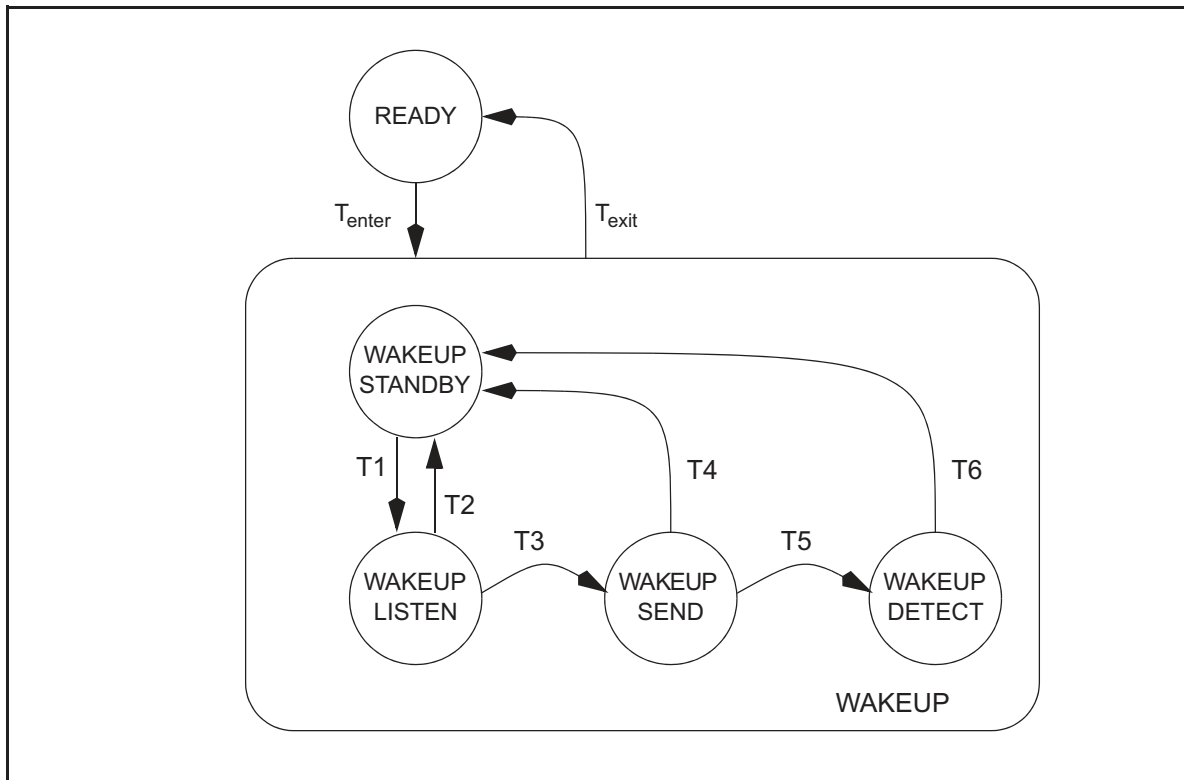 READY
T_enter
T_exit
WAKEUP
STANDBY
T1
T2
T4
T6
T3
T5
WAKEUP
LISTEN
WAKEUP
SEND
WAKEUP
DETECT
WAKEUP